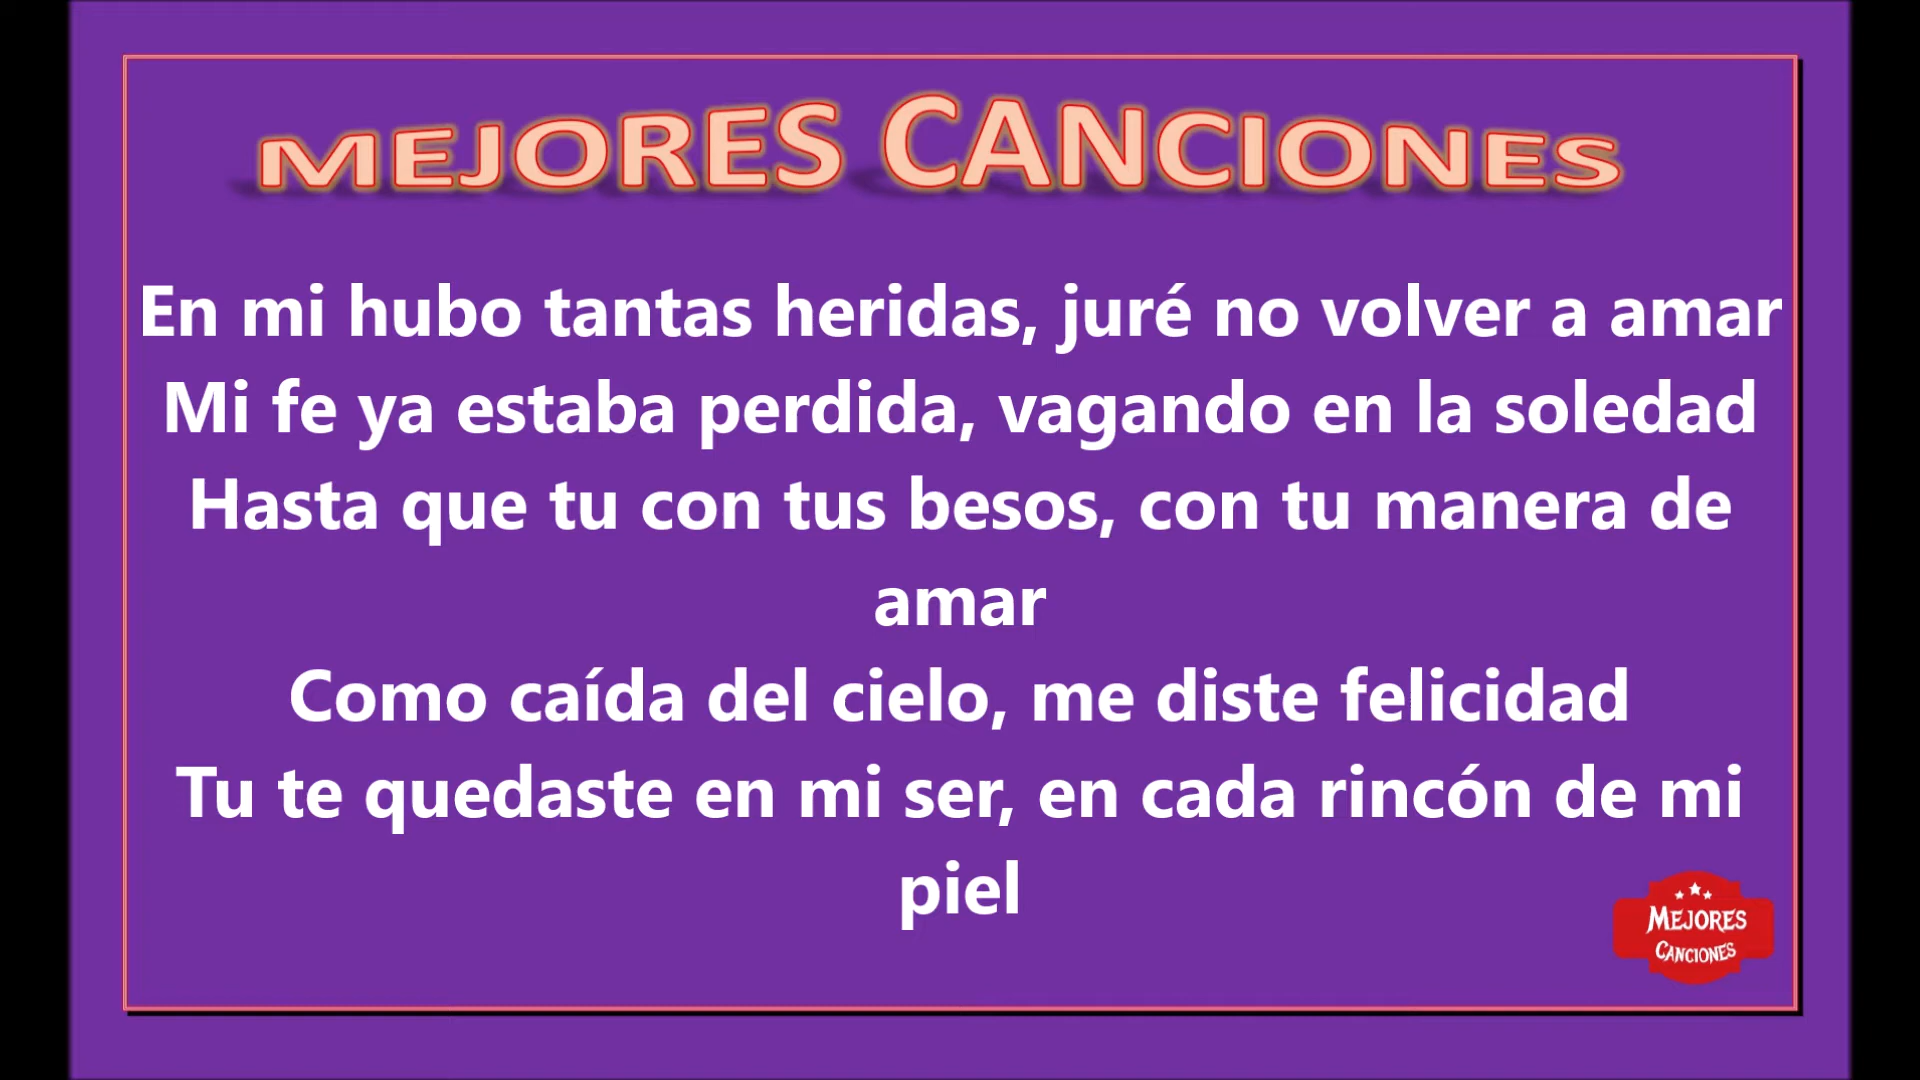 MEJORES CANCIONES
En mi hubo tantas heridas, juré no volver a amar
Mi fe ya estaba perdida, vagando en la soledad
Hasta que tu con tus besos, con tu manera de
amar
Como caída del cielo, me diste felicidad
Tu te quedaste en mi ser, en cada rincón de mi
piel
MEJORES
CANCIONES